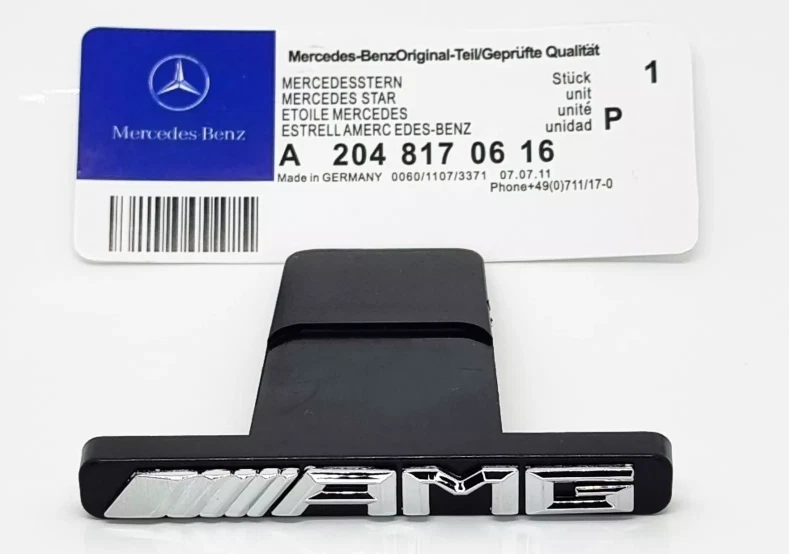 Mercedes-BenzOriginal-Teil/Geprüfte Qualität
1
MERCEDESSTERN Stück
MERCEDES STAR unit
ETOILE MERCEDES unité
ESTRELLAMERC EDES-BENZ unidad P
Mercedes-Benz
A 204 817 06 16
Made in GERMANY 0060/1107/3371 07.07.11
Phone+49(0)711/17-0
AMG